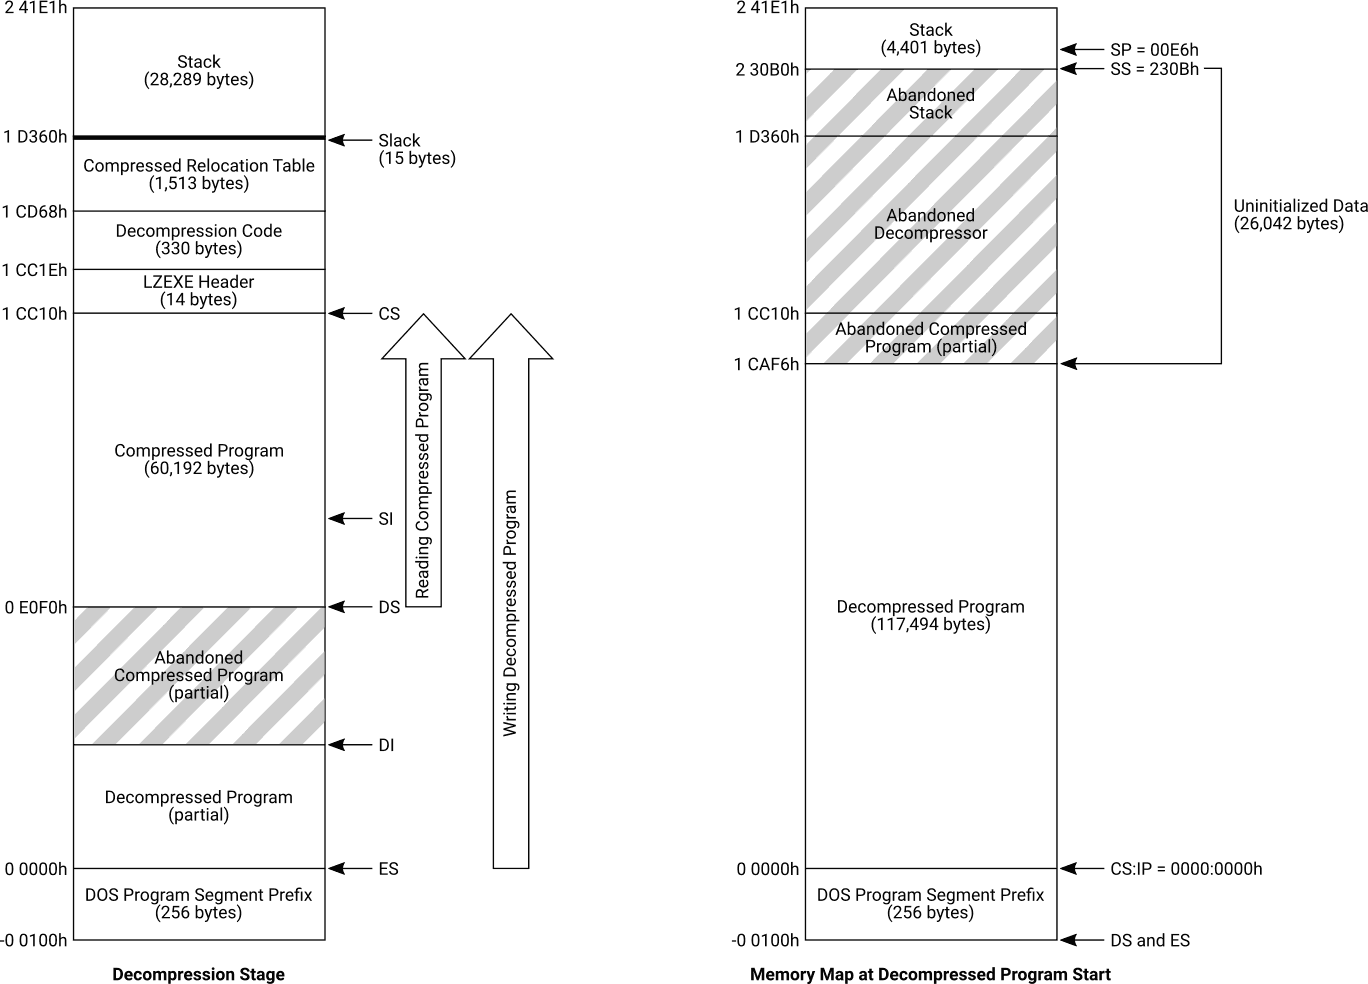 2 41E1h
Stack
(28,289 bytes)
1 D360h
Slack
(15 bytes)
Compressed Relocation Table
(1,513 bytes)
1 CD68h
Decompression Code
(330 bytes)
1 CC1Eh
LZEXE Header
(14 bytes)
1 CC10h
CS
Compressed Program
(60,192 bytes)
SI
0 E0F0h
DS
Reading Compressed Program
Writing Decompressed Program
Abandoned
Compressed Program
(partial)
DI
Decompressed Program
(partial)
0 0000h
ES
DOS Program Segment Prefix
(256 bytes)
-0 0100h
Decompression Stage
2 41E1h
Stack
(4,401 bytes)
SP = 00E6h
2 30B0h
SS = 230Bh
Abandoned
Stack
1 D360h
Abandoned
Decompressor
Uninitialized Data
(26,042 bytes)
1 CC10h
Abandoned Compressed
Program (partial)
1 CAF6h
Decompressed Program
(117,494 bytes)
0 0000h
CS:IP = 0000:0000h
DOS Program Segment Prefix
(256 bytes)
-0 0100h
DS and ES
Memory Map at Decompressed Program Start